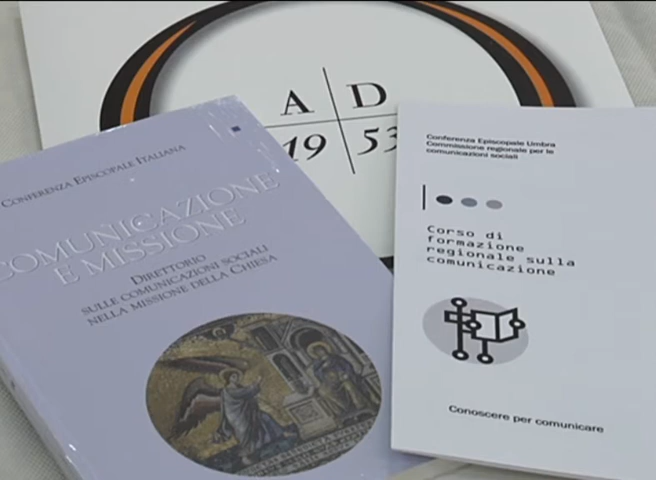 A D
19 53
CONFERENZA EPISCOPALE ITALIANA
COMUNICAZIONE
E MISSIONE
DIRETTORIO
SULLE COMUNICAZIONI SOCIALI
NELLA MISSIONE DELLA CHIESA
Conferenza Episcopale Umbra
Commissione regionale per le
comunicazioni sociali
Corso di
formazione
regionale sulla
comunicazione
Conoscere per comunicare